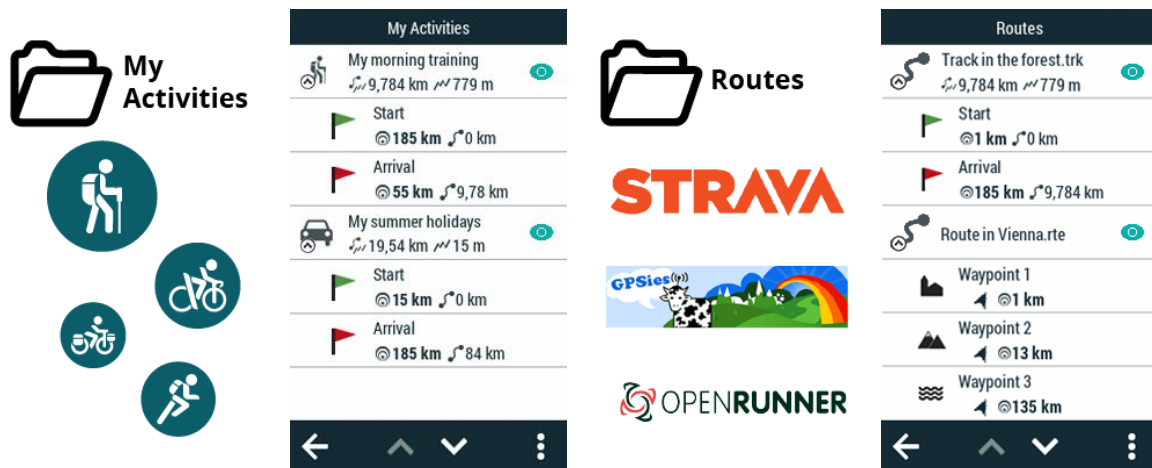 My
Activities
My Activities
My morning training
9,784 km 779 m
Start
185 km 0 km
Arrival
55 km 9,78 km
My summer holidays
19,54 km 15 m
Start
15 km 0 km
Arrival
185 km 84 km
Routes
STRAVA
GPSies
OPENRUNNER
Routes
Track in the forest.trk
9,784 km 779 m
Start
1 km 0 km
Arrival
185 km 9,784 km
Route in Vienna.rte
Waypoint 1
1 km
Waypoint 2
13 km
Waypoint 3
135 km